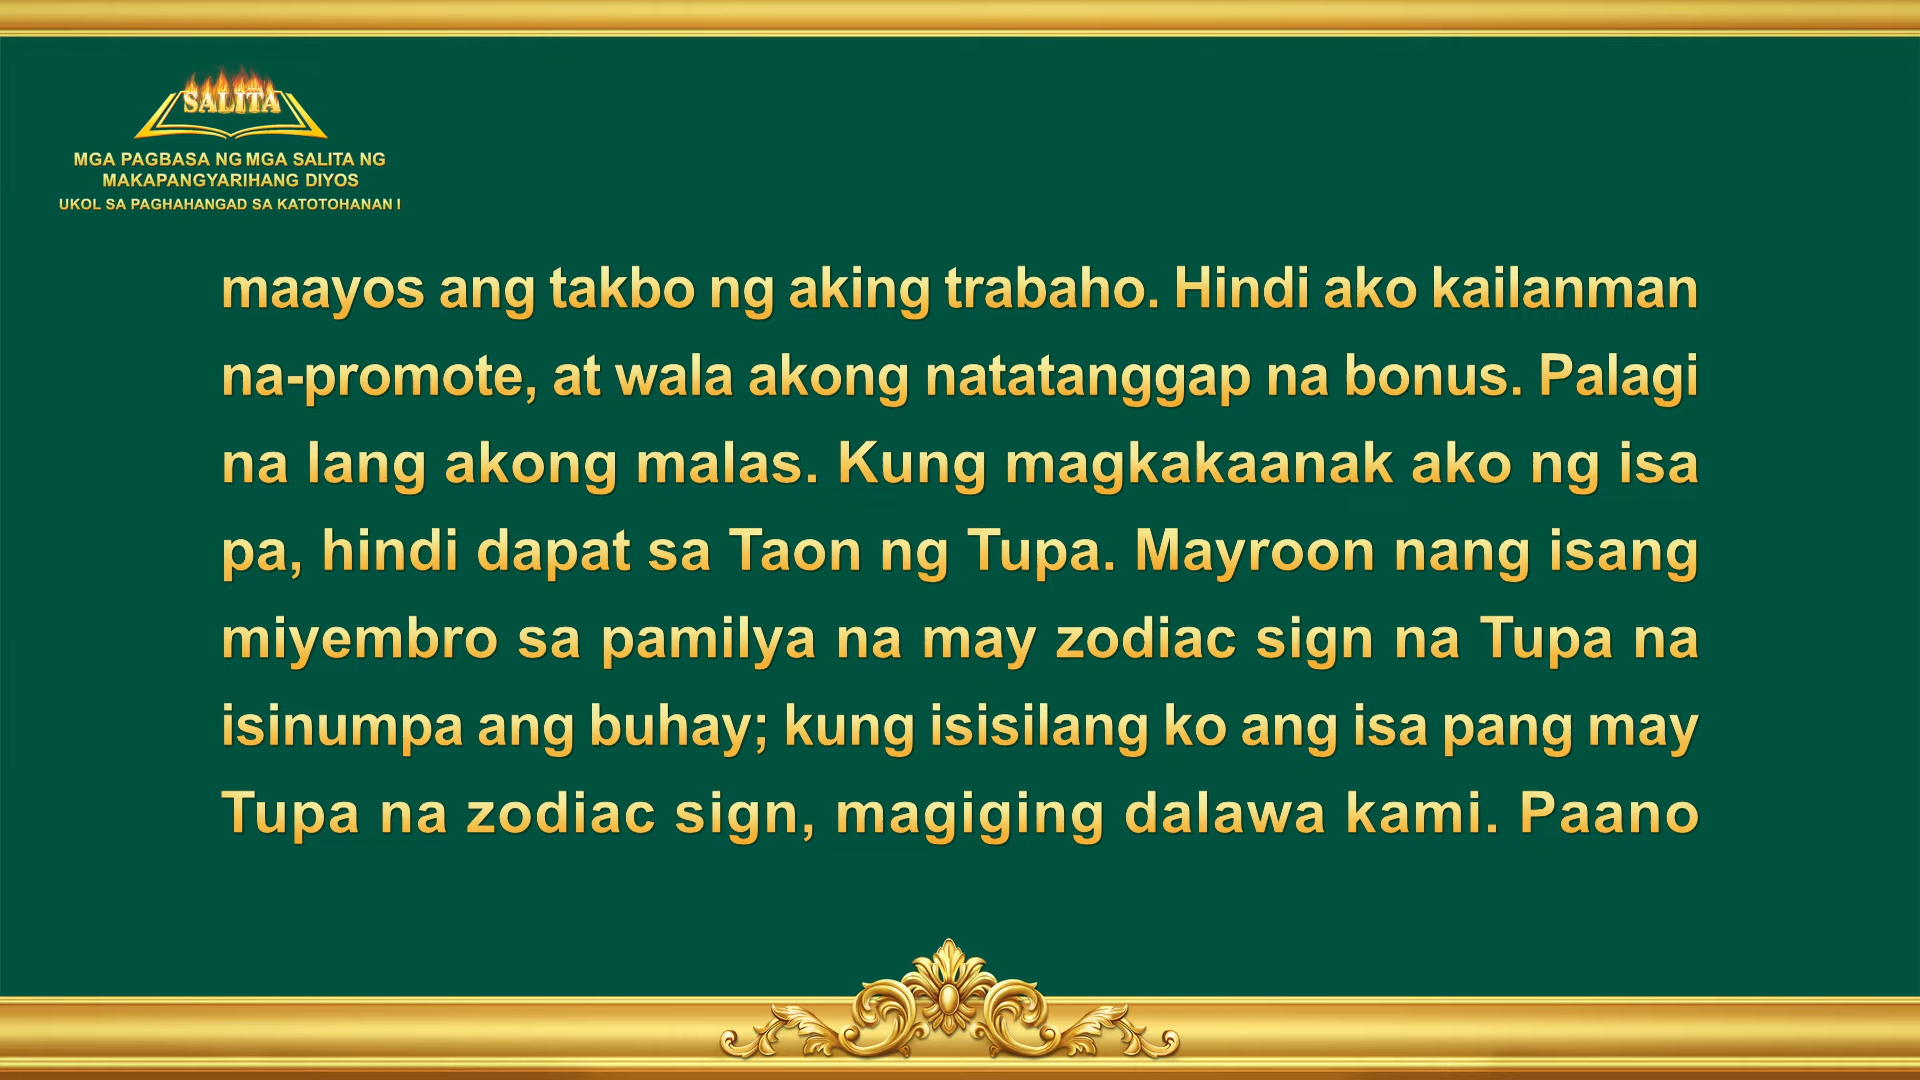 SALITA
MGA PAGBASA NG MGA SALITA NG
MAKAPANGYARIHANG DIYOS
UKOL SA PAGHAHANGAD SA KATOTOHANAN I
maayos ang takbo ng aking trabaho. Hindi ako kailanman
na-promote, at wala akong natatanggap na bonus. Palagi
na lang akong malas. Kung magkakaanak ako ng isa
pa, hindi dapat sa Taon ng Tupa. Mayroon nang isang
miyembro sa pamilya na may zodiac sign na Tupa na
isinumpa ang buhay; kung isisilang ko ang isa pang may
Tupa na zodiac sign, magiging dalawa kami. Paano